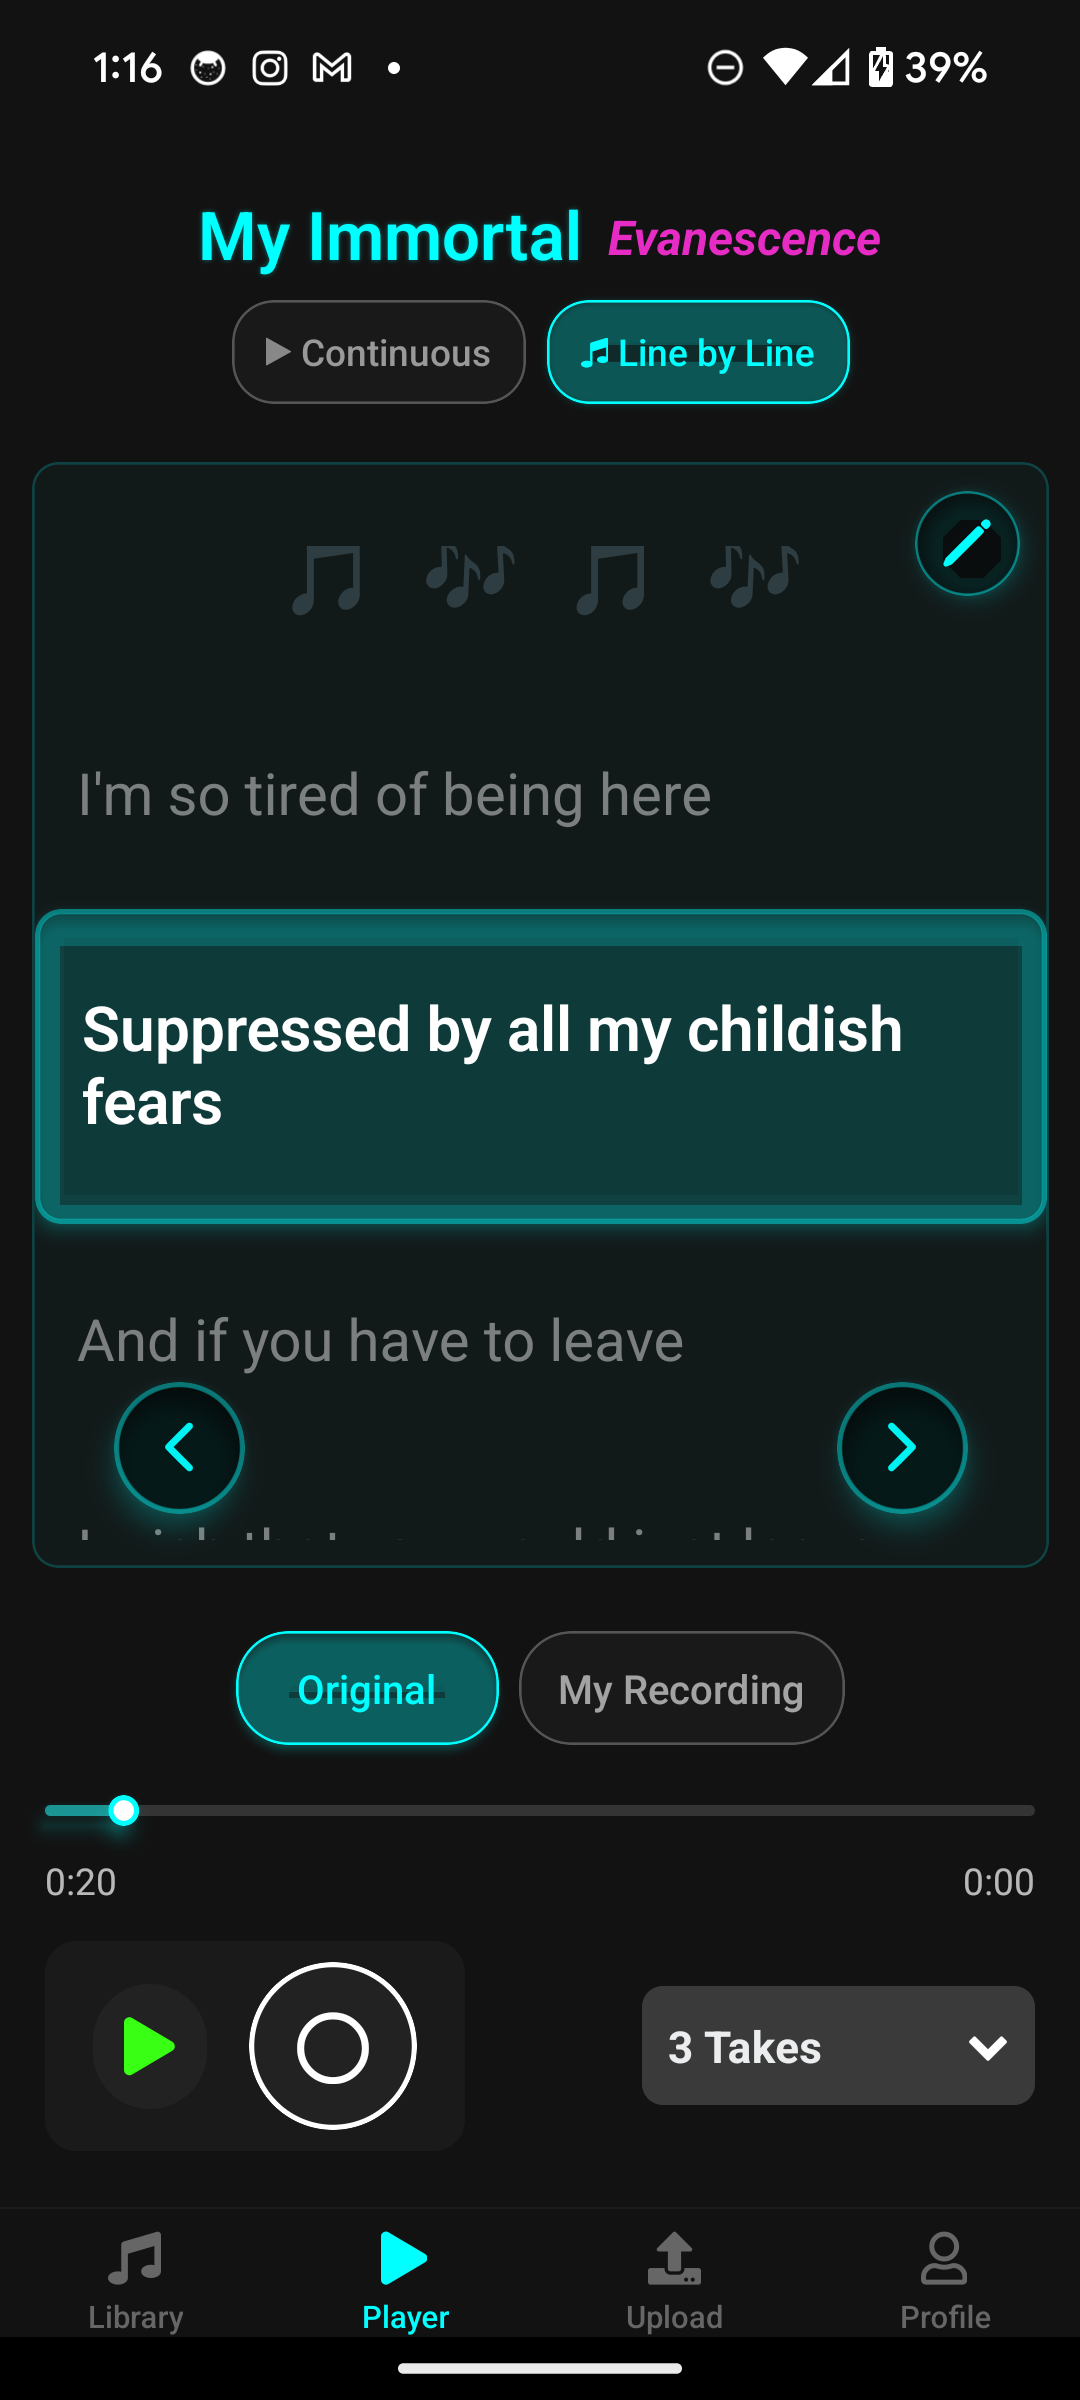 1:16
39%
My Immortal Evanescence
Continuous
Line by Line
I'm so tired of being here
Suppressed by all my childish
fears
And if you have to leave
Original
My Recording
0:20
0:00
3 Takes
Library
Player
Upload
Profile